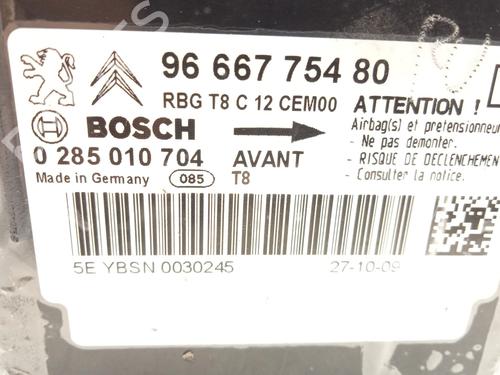 96 667 754 80
RBG T8 C 12 CEM00
ATTENTION !
BOSCH
Airbag(s) et pretensionneur
- Ne pas demonter.
0 285 010 704 AVANT
- RISQUE DE DECLENCHEMEN
- Consulter la notice.
Made in Germany 085 T8
5E YBSN 0030245 27-10-09